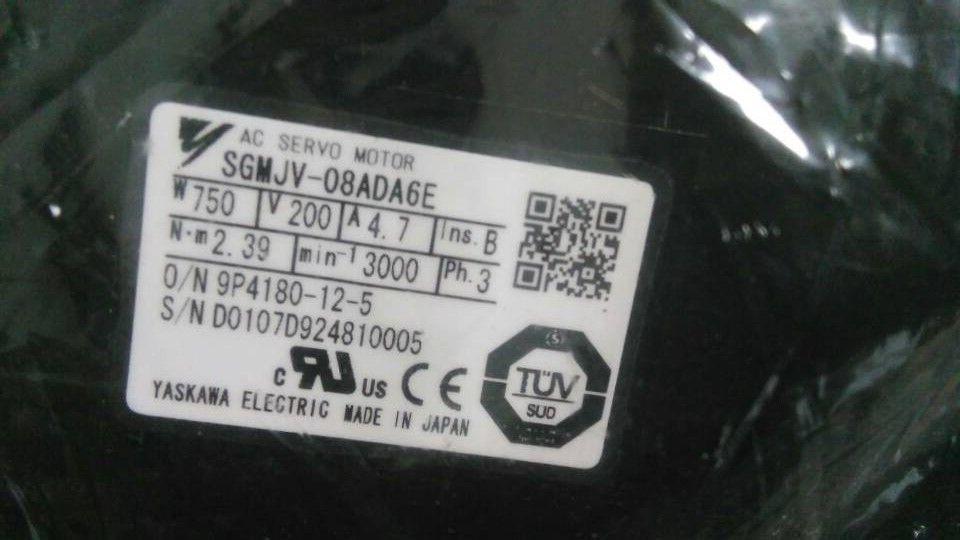 AC SERVO MOTOR
SGMJV-08ADA6E
W 750 V 200 A 4.7 Ins. B
N·m 2.39 min-1 3000 Ph. 3
O/N 9P4180-12-5
S/N D0107D924810005
C RU US CE
(S)
TÜV
SUD
YASKAWA ELECTRIC MADE IN JAPAN